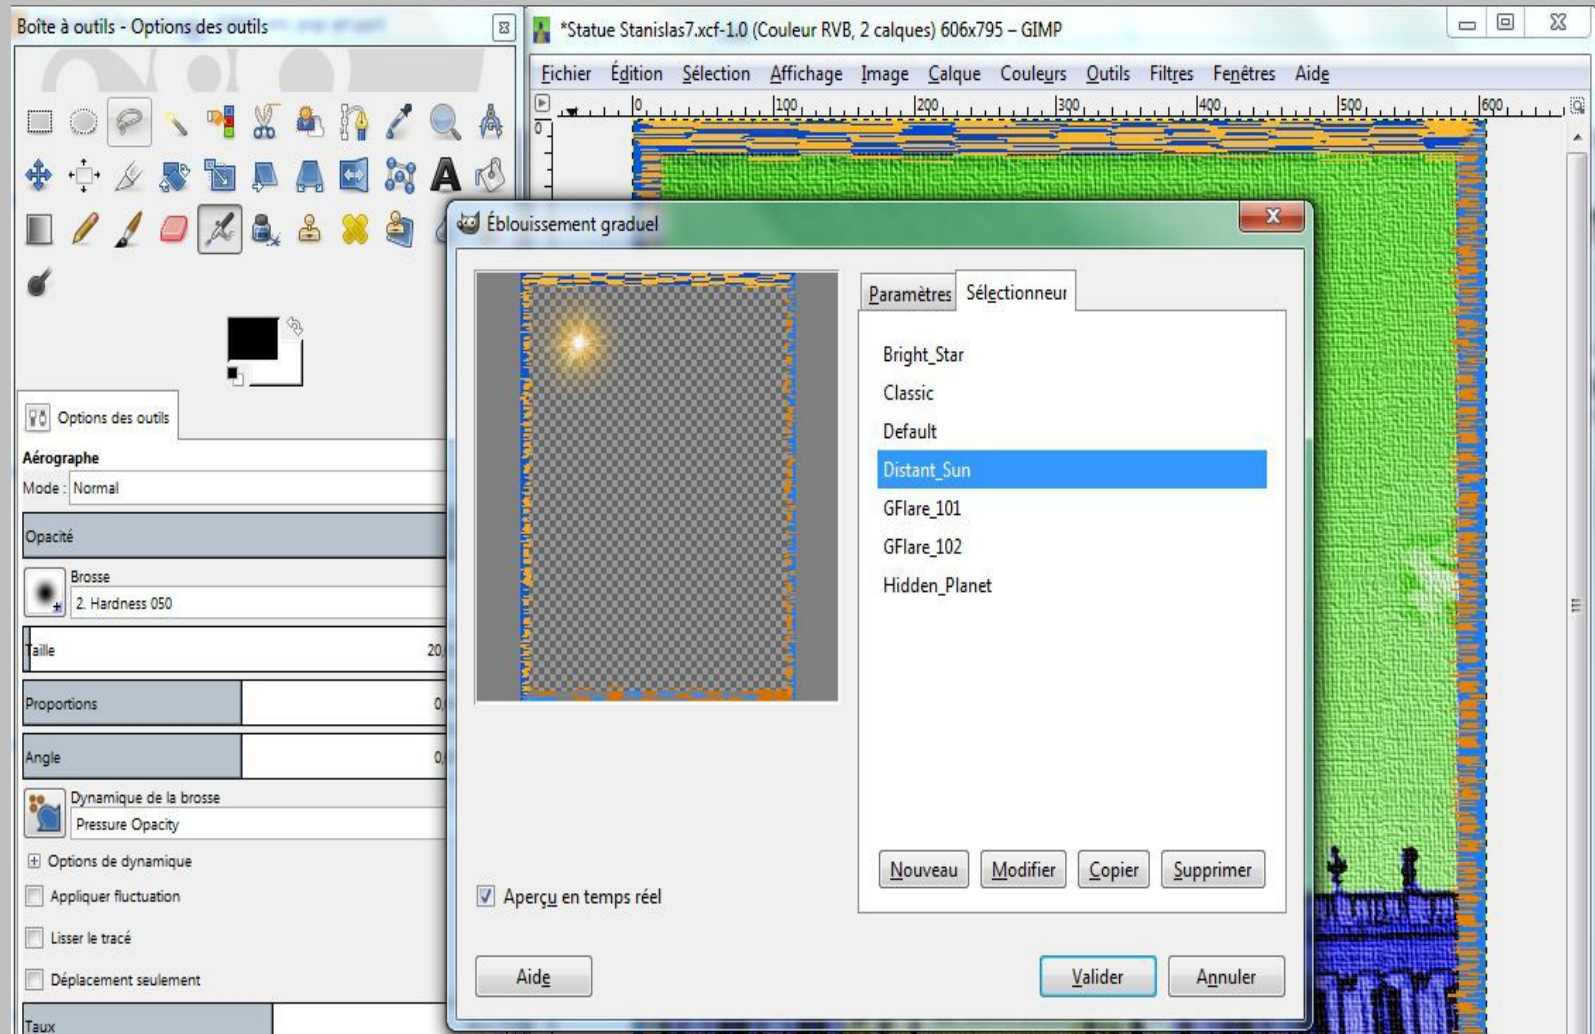 Boîte à outils - Options des outils
*Statue Stanislas7.xcf-1.0 (Couleur RVB, 2 calques) 606x795 – GIMP
Fichier Édition Sélection Affichage Image Calque Couleurs Outils Filtres Fenêtres Aide
0 100 200 300 400 500 600
0
Éblouissement graduel
Paramètres Sélectionneur
Bright_Star
Classic
Default
Distant_Sun
GFlare_101
GFlare_102
Hidden_Planet
Nouveau Modifier Copier Supprimer
Aperçu en temps réel
Aide Valider Annuler
Options des outils
Aérographe
Mode : Normal
Opacité
Brosse
2. Hardness 050
Taille 20,
Proportions 0,
Angle 0,
Dynamique de la brosse
Pressure Opacity
Options de dynamique
Appliquer fluctuation
Lisser le tracé
Déplacement seulement
Taux